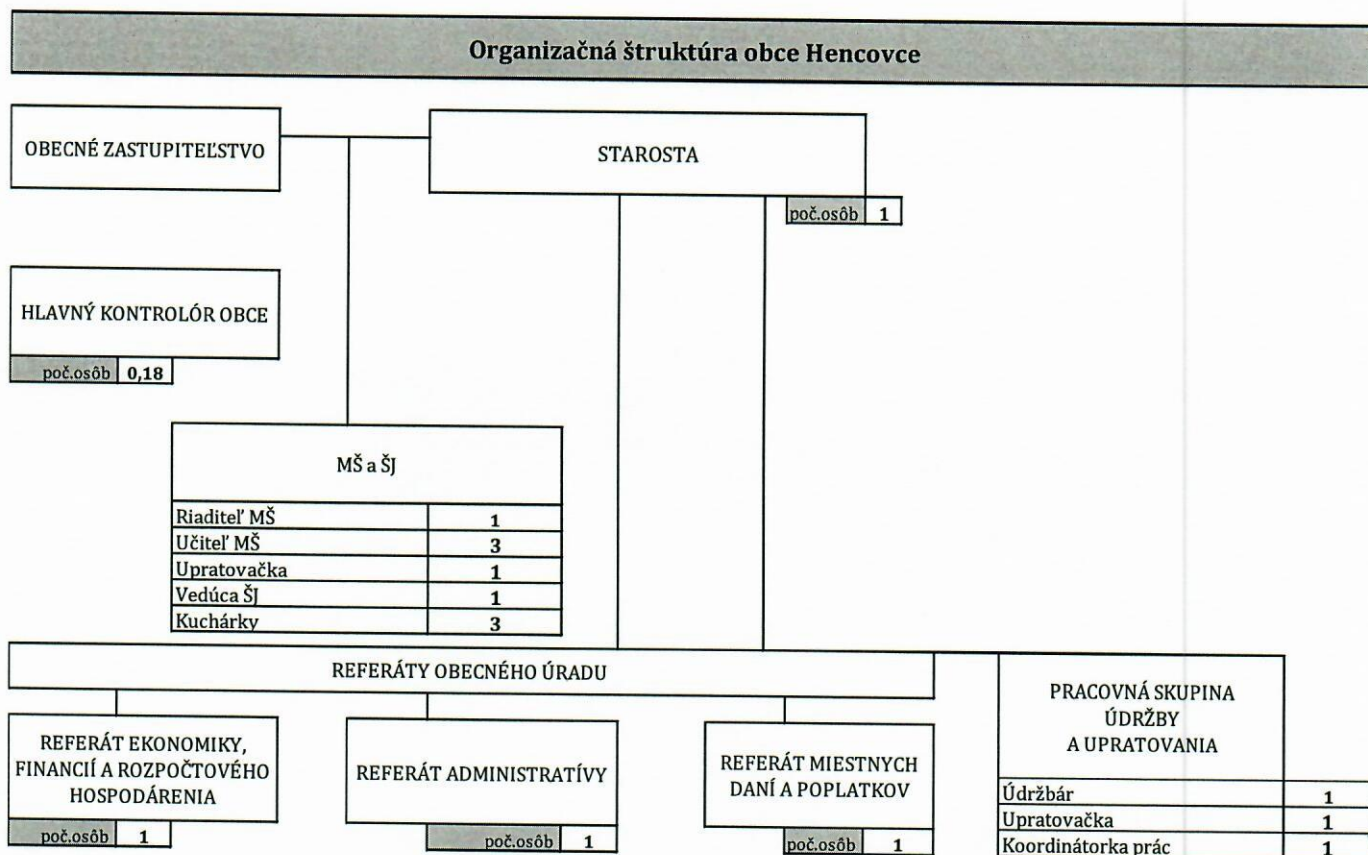 Organizačná štruktúra obce Hencovce
OBECNÉ ZASTUPITEĽSTVO
STAROSTA
poč.osôb 1
HLAVNÝ KONTROLÓR OBCE
poč.osôb 0,18
MŠ a ŠJ
Riaditeľ MŠ 1
Učiteľ MŠ 3
Upratovačka 1
Vedúca ŠJ 1
Kuchárky 3
REFERÁTY OBECNÉHO ÚRADU
REFERÁT EKONOMIKY,
FINANCIÍ A ROZPOČTOVÉHO
HOSPODÁRENIA
poč.osôb 1
REFERÁT ADMINISTRATÍVY
poč.osôb 1
REFERÁT MIESTNYCH
DANÍ A POPLATKOV
poč.osôb 1
PRACOVNÁ SKUPINA
ÚDRŽBY
A UPRATOVANIA
Údržbár 1
Upratovačka 1
Koordinátorka prác 1